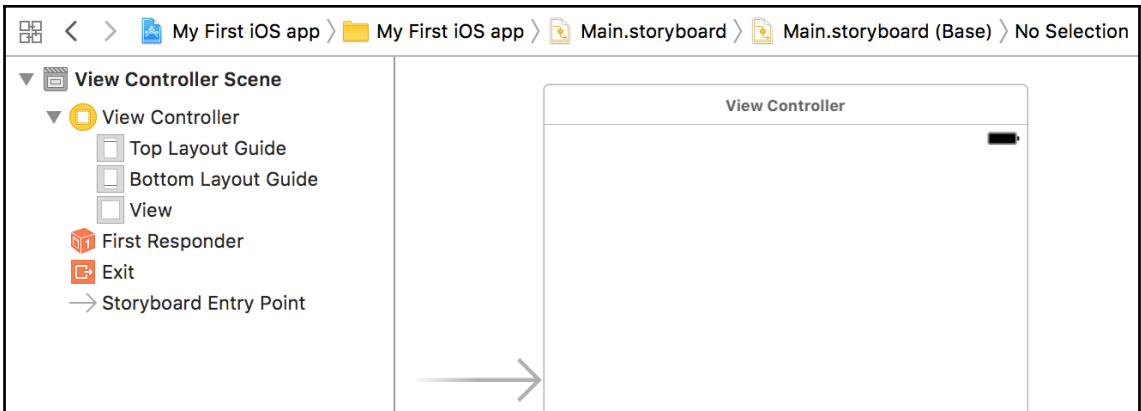 My First iOS app My First iOS app Main.storyboard Main.storyboard (Base) No Selection
View Controller Scene
View Controller
Top Layout Guide
Bottom Layout Guide
View
First Responder
Exit
Storyboard Entry Point
View Controller